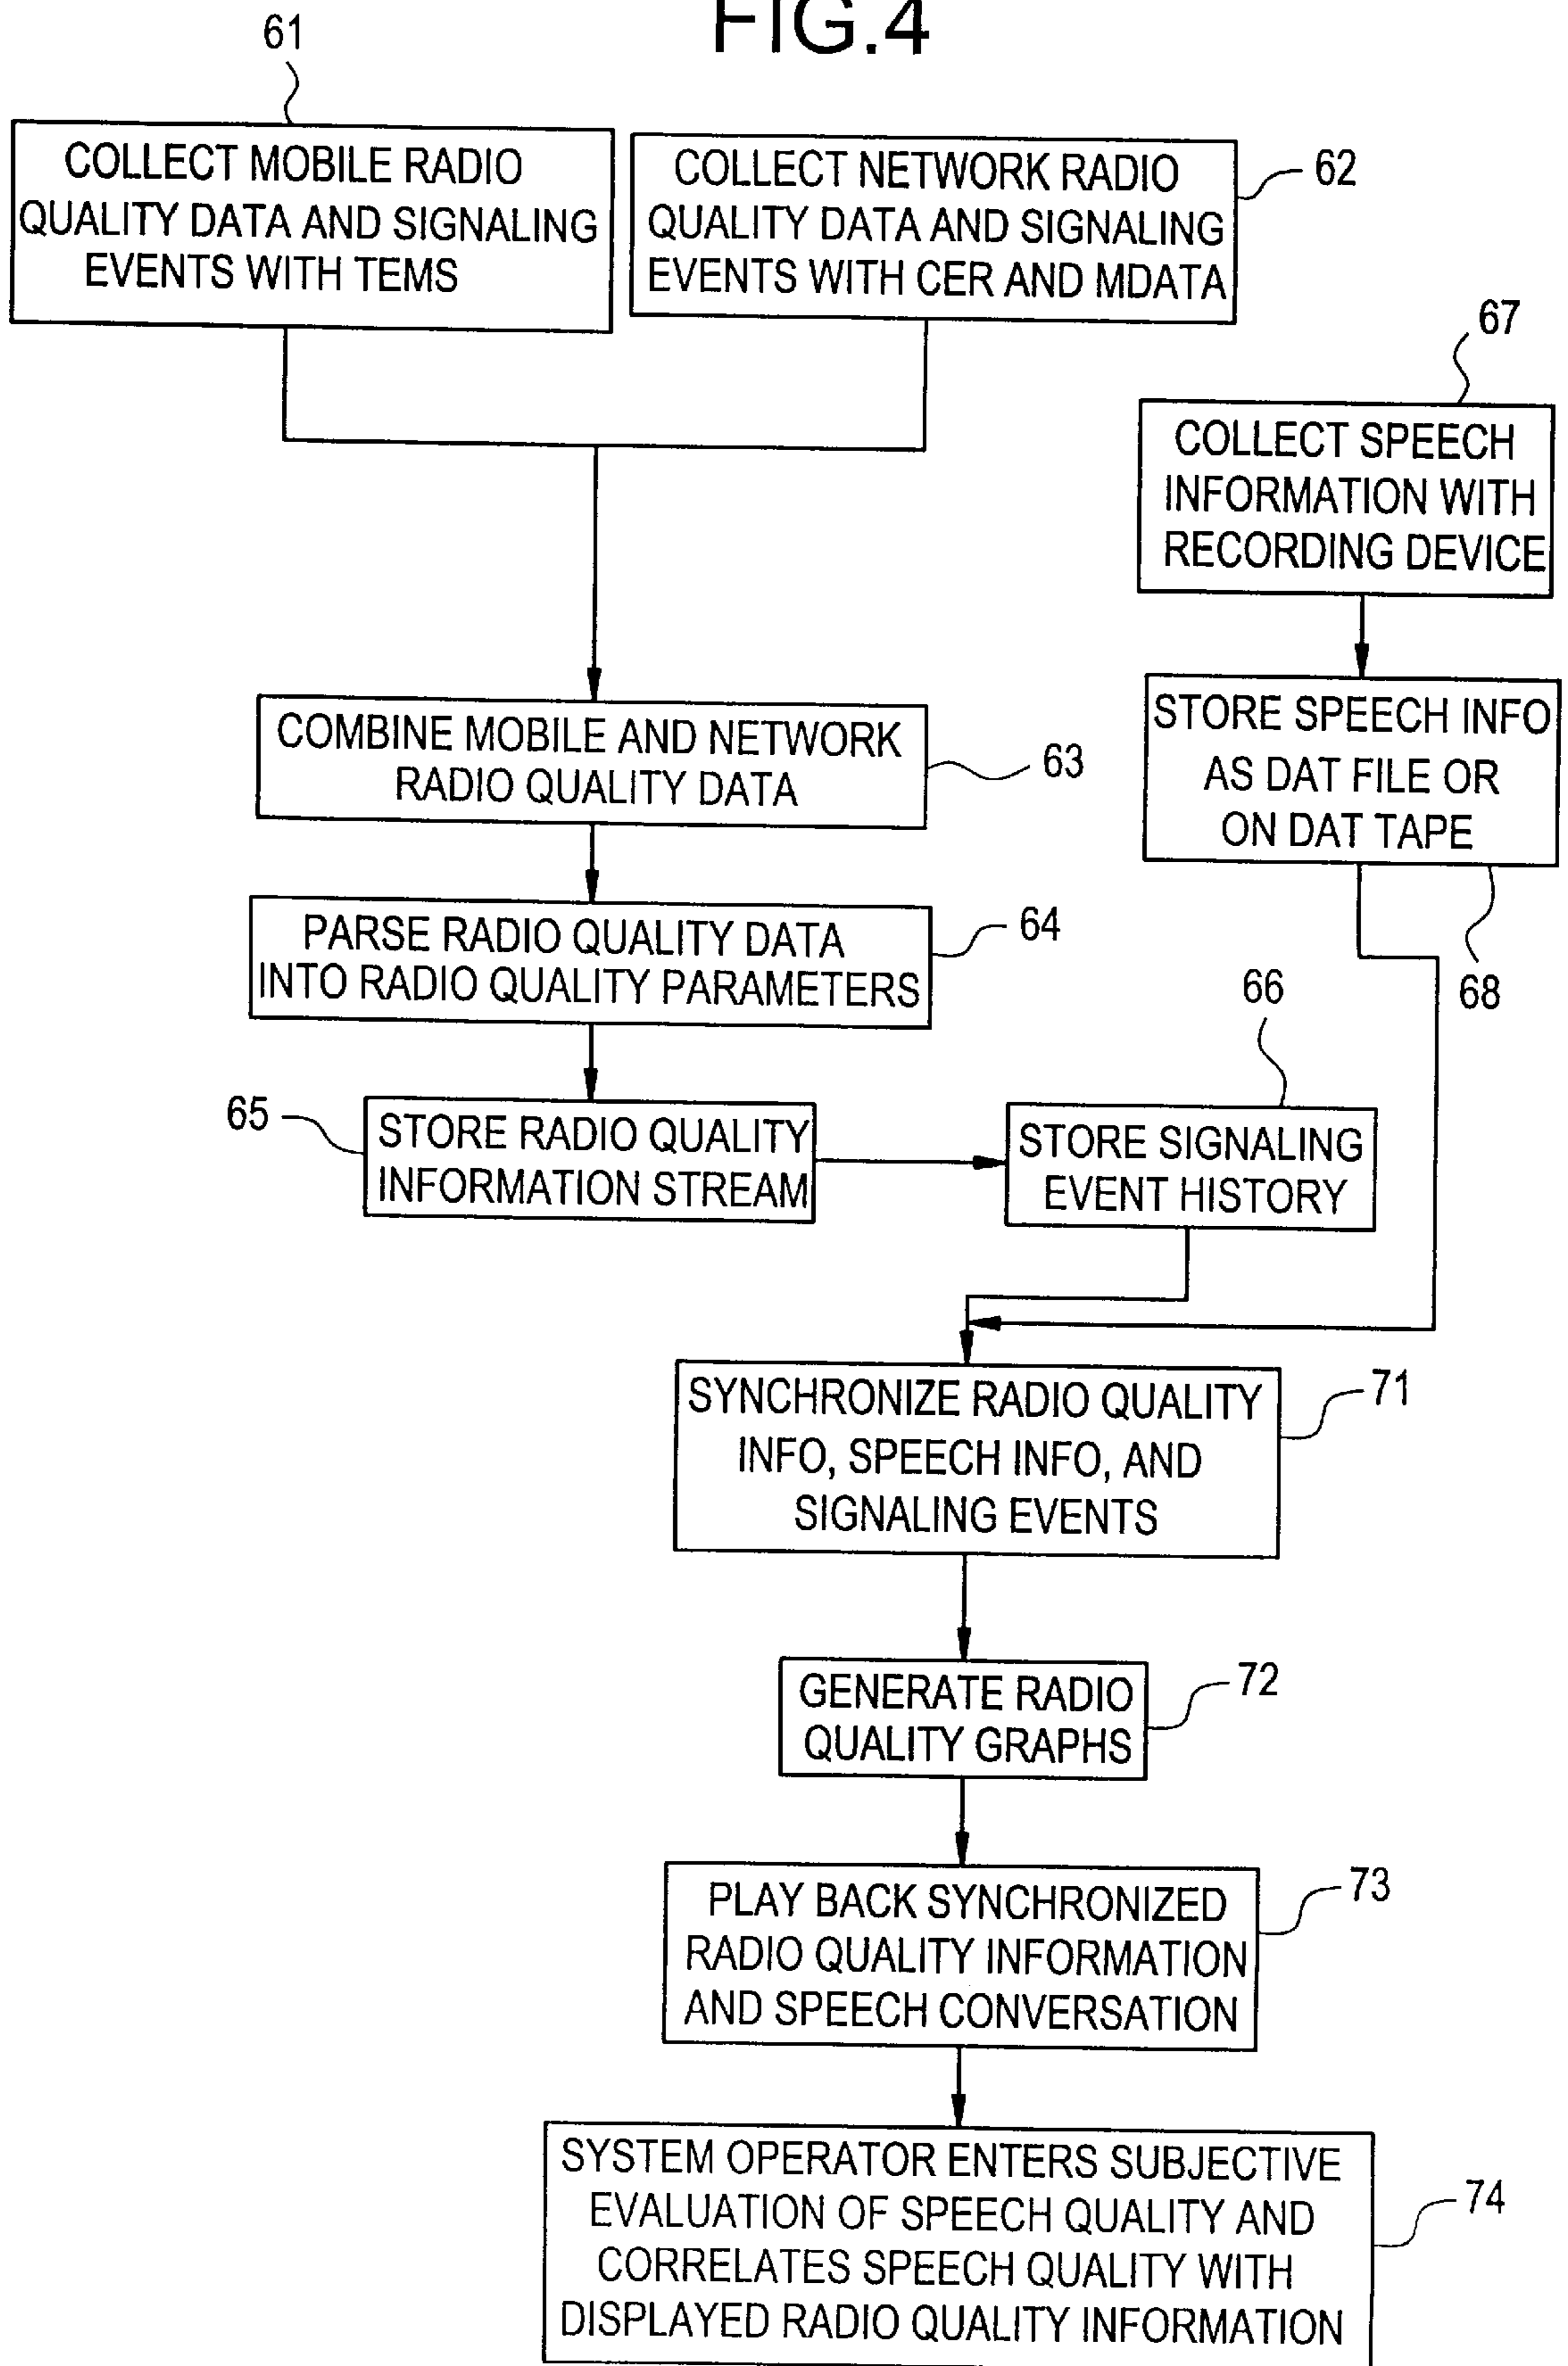 FIG.4
61
COLLECT MOBILE RADIO
QUALITY DATA AND SIGNALING
EVENTS WITH TEMS
COLLECT NETWORK RADIO
QUALITY DATA AND SIGNALING
EVENTS WITH CER AND MDATA
62
67
COLLECT SPEECH
INFORMATION WITH
RECORDING DEVICE
STORE SPEECH INFO
AS DAT FILE OR
ON DAT TAPE
68
COMBINE MOBILE AND NETWORK
RADIO QUALITY DATA
63
PARSE RADIO QUALITY DATA
INTO RADIO QUALITY PARAMETERS
64
65
STORE RADIO QUALITY
INFORMATION STREAM
66
STORE SIGNALING
EVENT HISTORY
SYNCHRONIZE RADIO QUALITY
INFO, SPEECH INFO, AND
SIGNALING EVENTS
71
GENERATE RADIO
QUALITY GRAPHS
72
PLAY BACK SYNCHRONIZED
RADIO QUALITY INFORMATION
AND SPEECH CONVERSATION
73
SYSTEM OPERATOR ENTERS SUBJECTIVE
EVALUATION OF SPEECH QUALITY AND
CORRELATES SPEECH QUALITY WITH
DISPLAYED RADIO QUALITY INFORMATION
74